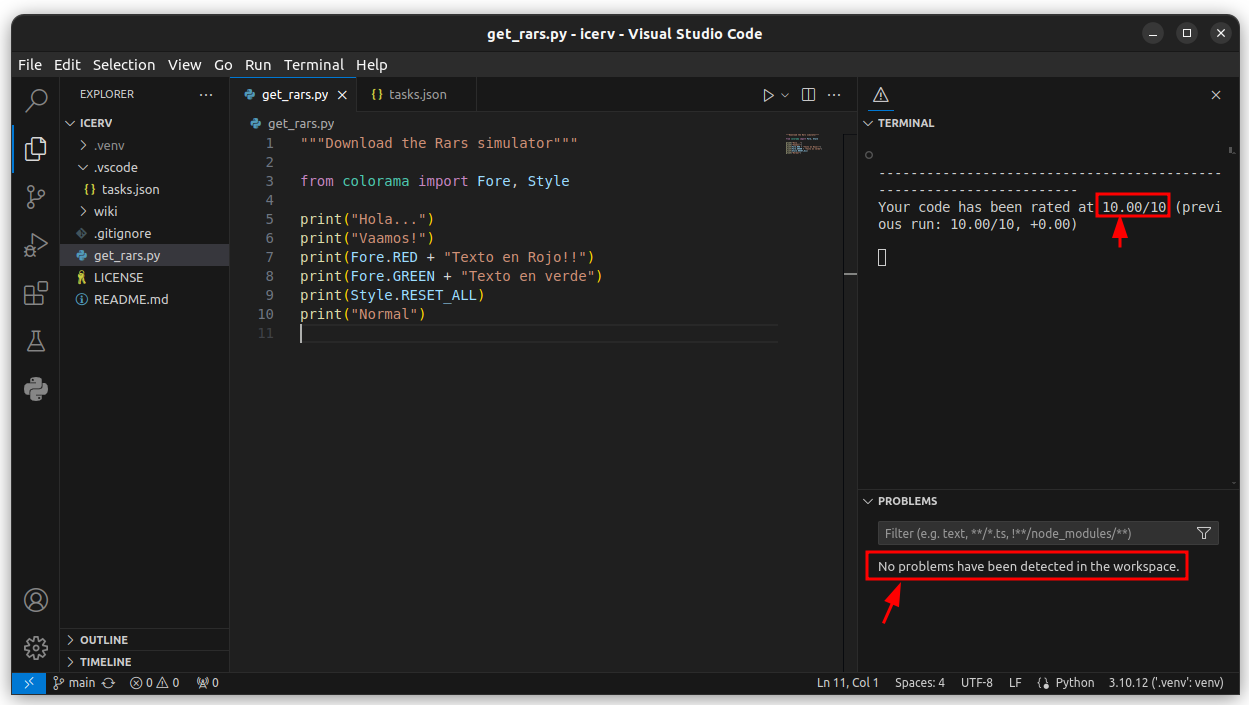 get_rars.py - icerv - Visual Studio Code
File Edit Selection View Go Run Terminal Help
EXPLORER
ICERV
.venv
.vscode
{} tasks.json
wiki
.gitignore
get_rars.py
LICENSE
README.md
OUTLINE
TIMELINE
get_rars.py
{} tasks.json
get_rars.py
1 """Download the Rars simulator"""
2
3 from colorama import Fore, Style
4
5 print("Hola...")
6 print("Vaamos!")
7 print(Fore.RED + "Texto en Rojo!!")
8 print(Fore.GREEN + "Texto en verde")
9 print(Style.RESET_ALL)
10 print("Normal")
11
TERMINAL
-------------------------------------------
-------------------------
Your code has been rated at 10.00/10 (previ
ous run: 10.00/10, +0.00)
PROBLEMS
Filter (e.g. text, **/*.ts, !**/node_modules/**)
No problems have been detected in the workspace.
main 0 0 0 Ln 11, Col 1 Spaces: 4 UTF-8 LF Python 3.10.12 ('.venv': venv)